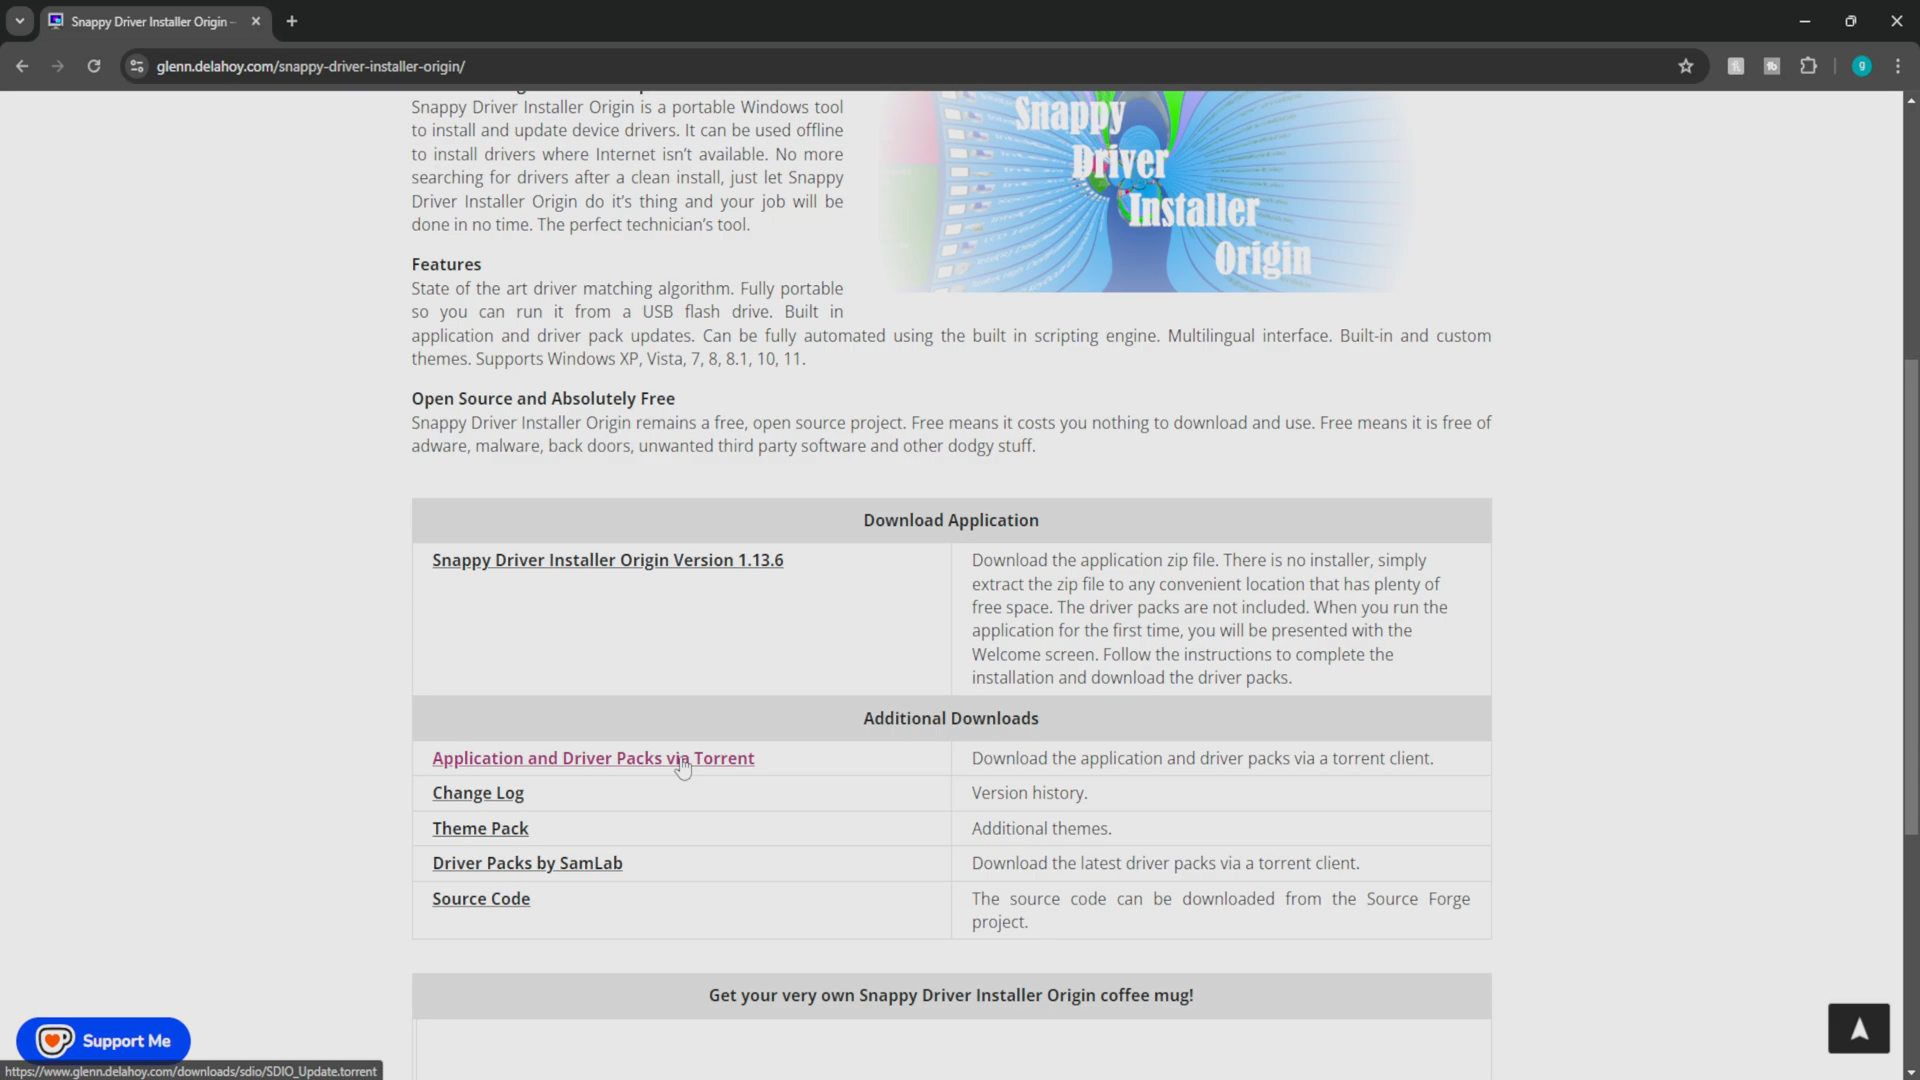 Snappy Driver Installer Origin –
glenn.delahoy.com/snappy-driver-installer-origin/
g
Snappy Driver Installer Origin is a portable Windows tool
to install and update device drivers. It can be used offline
to install drivers where Internet isn't available. No more
searching for drivers after a clean install, just let Snappy
Driver Installer Origin do it's thing and your job will be
done in no time. The perfect technician's tool.
Snappy
Driver
Installer
Origin
Features
State of the art driver matching algorithm. Fully portable
so you can run it from a USB flash drive. Built in
application and driver pack updates. Can be fully automated using the built in scripting engine. Multilingual interface. Built-in and custom
themes. Supports Windows XP, Vista, 7, 8, 8.1, 10, 11.
Open Source and Absolutely Free
Snappy Driver Installer Origin remains a free, open source project. Free means it costs you nothing to download and use. Free means it is free of
adware, malware, back doors, unwanted third party software and other dodgy stuff.
Download Application
Snappy Driver Installer Origin Version 1.13.6
Download the application zip file. There is no installer, simply
extract the zip file to any convenient location that has plenty of
free space. The driver packs are not included. When you run the
application for the first time, you will be presented with the
Welcome screen. Follow the instructions to complete the
installation and download the driver packs.
Additional Downloads
Application and Driver Packs via Torrent
Download the application and driver packs via a torrent client.
Change Log
Version history.
Theme Pack
Additional themes.
Driver Packs by SamLab
Download the latest driver packs via a torrent client.
Source Code
The source code can be downloaded from the Source Forge
project.
Get your very own Snappy Driver Installer Origin coffee mug!
Support Me
https://www.glenn.delahoy.com/downloads/sdio/SDIO_Update.torrent